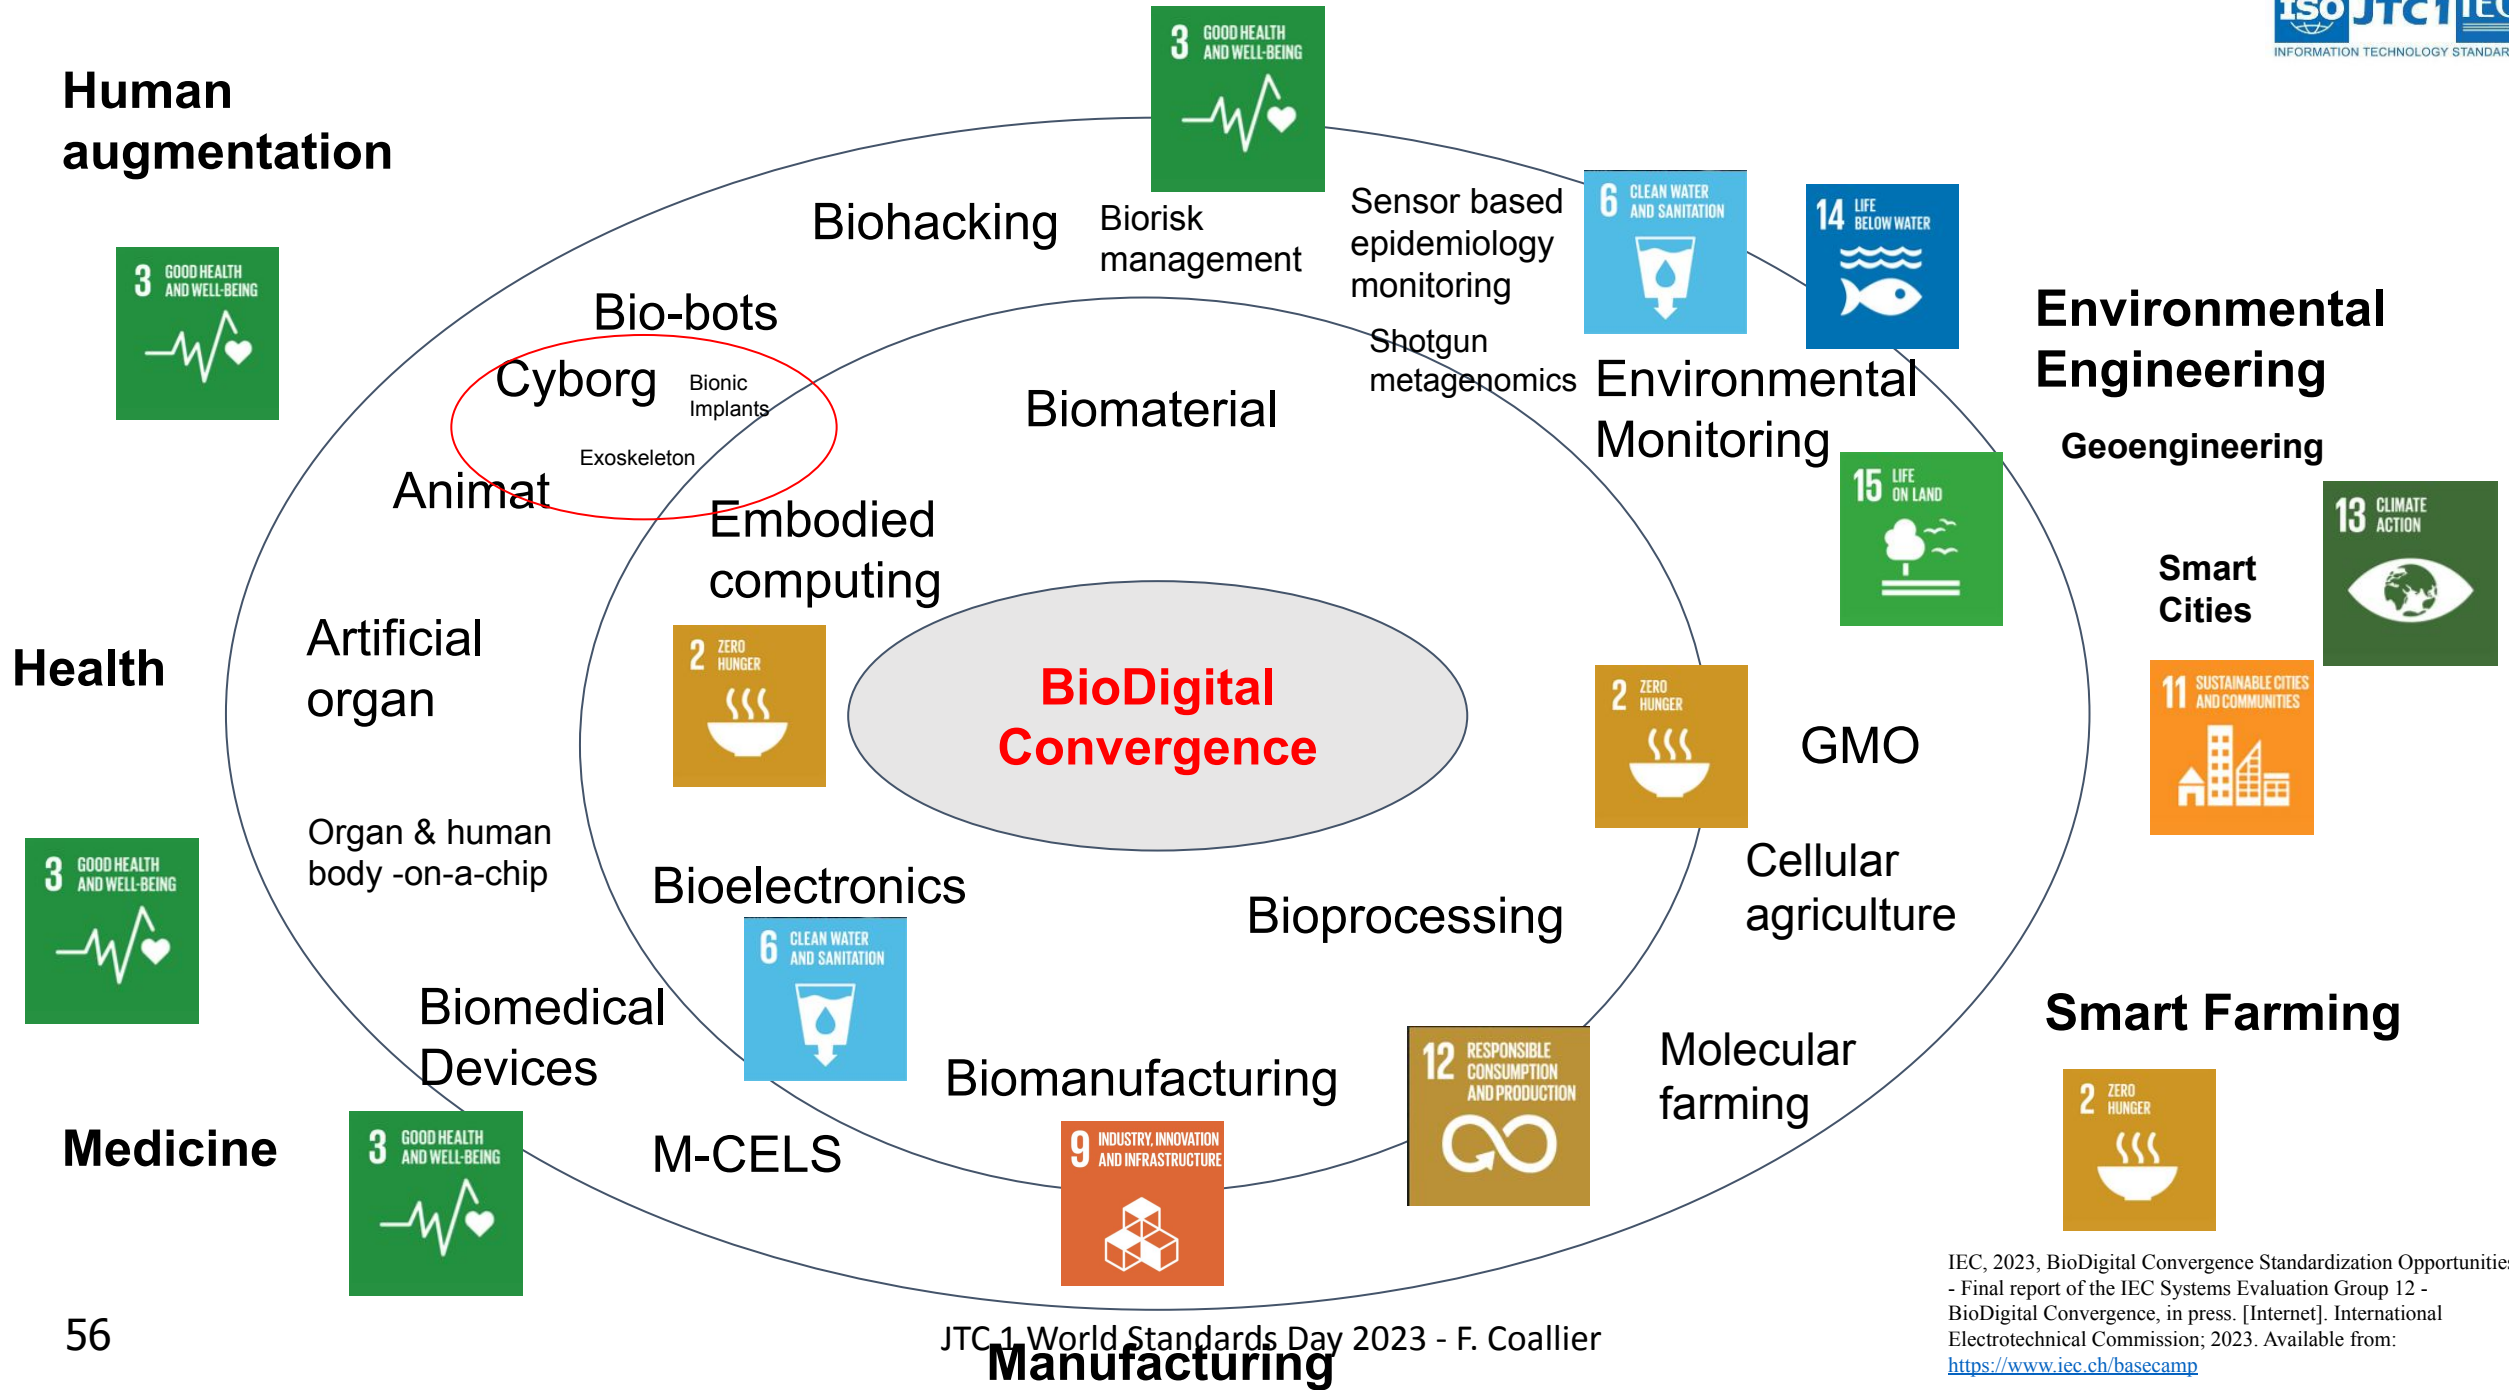 ISO JTC1 IEC
INFORMATION TECHNOLOGY STANDAR
3 GOOD HEALTH
AND WELL-BEING
Human
augmentation
3 GOOD HEALTH
AND WELL-BEING
Biohacking
Biorisk
management
Sensor based
epidemiology
monitoring
6 CLEAN WATER
AND SANITATION
14 LIFE
BELOW WATER
Bio-bots
Cyborg
Bionic
Implants
Exoskeleton
Animat
Biomaterial
Shotgun
metagenomics
Environmental
Monitoring
Environmental
Engineering
Geoengineering
15 LIFE
ON LAND
13 CLIMATE
ACTION
Smart
Cities
11 SUSTAINABLE CITIES
AND COMMUNITIES
Embodied
computing
2 ZERO
HUNGER
Artificial
organ
Health
BioDigital
Convergence
2 ZERO
HUNGER
GMO
Organ & human
body -on-a-chip
3 GOOD HEALTH
AND WELL-BEING
Bioelectronics
6 CLEAN WATER
AND SANITATION
Bioprocessing
Cellular
agriculture
Biomedical
Devices
Biomanufacturing
12 RESPONSIBLE
CONSUMPTION
AND PRODUCTION
Molecular
farming
Smart Farming
2 ZERO
HUNGER
Medicine
3 GOOD HEALTH
AND WELL-BEING
M-CELS
9 INDUSTRY, INNOVATION
AND INFRASTRUCTURE
IEC, 2023, BioDigital Convergence Standardization Opportunities
- Final report of the IEC Systems Evaluation Group 12 -
BioDigital Convergence, in press. [Internet]. International
Electrotechnical Commission; 2023. Available from:
https://www.iec.ch/basecamp
56
JTC 1 World Standards Day 2023 - F. Coallier
Manufacturing